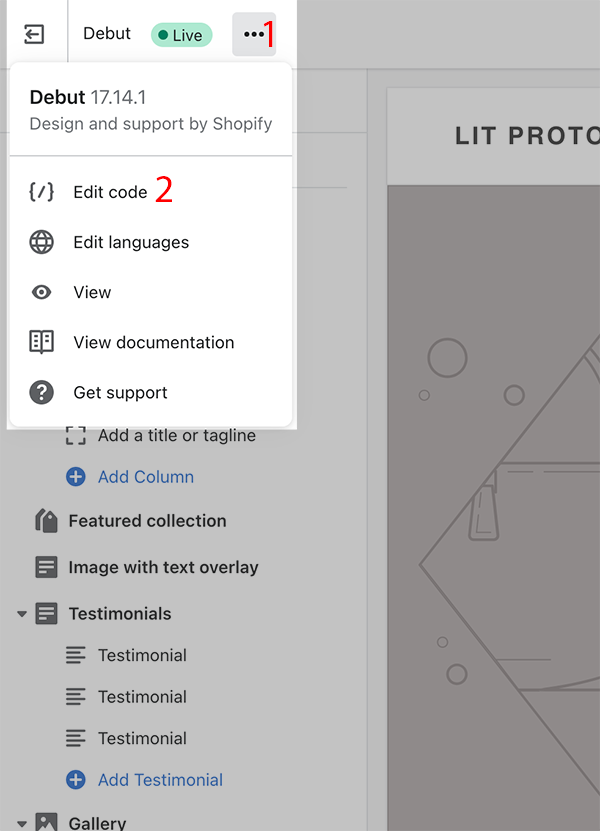 Debut Live 1
Debut 17.14.1
Design and support by Shopify
Edit code 2
Edit languages
View
View documentation
Get support
Add a title or tagline
Add Column
Featured collection
Image with text overlay
Testimonials
Testimonial
Testimonial
Testimonial
Add Testimonial
Gallery
LIT PROTO